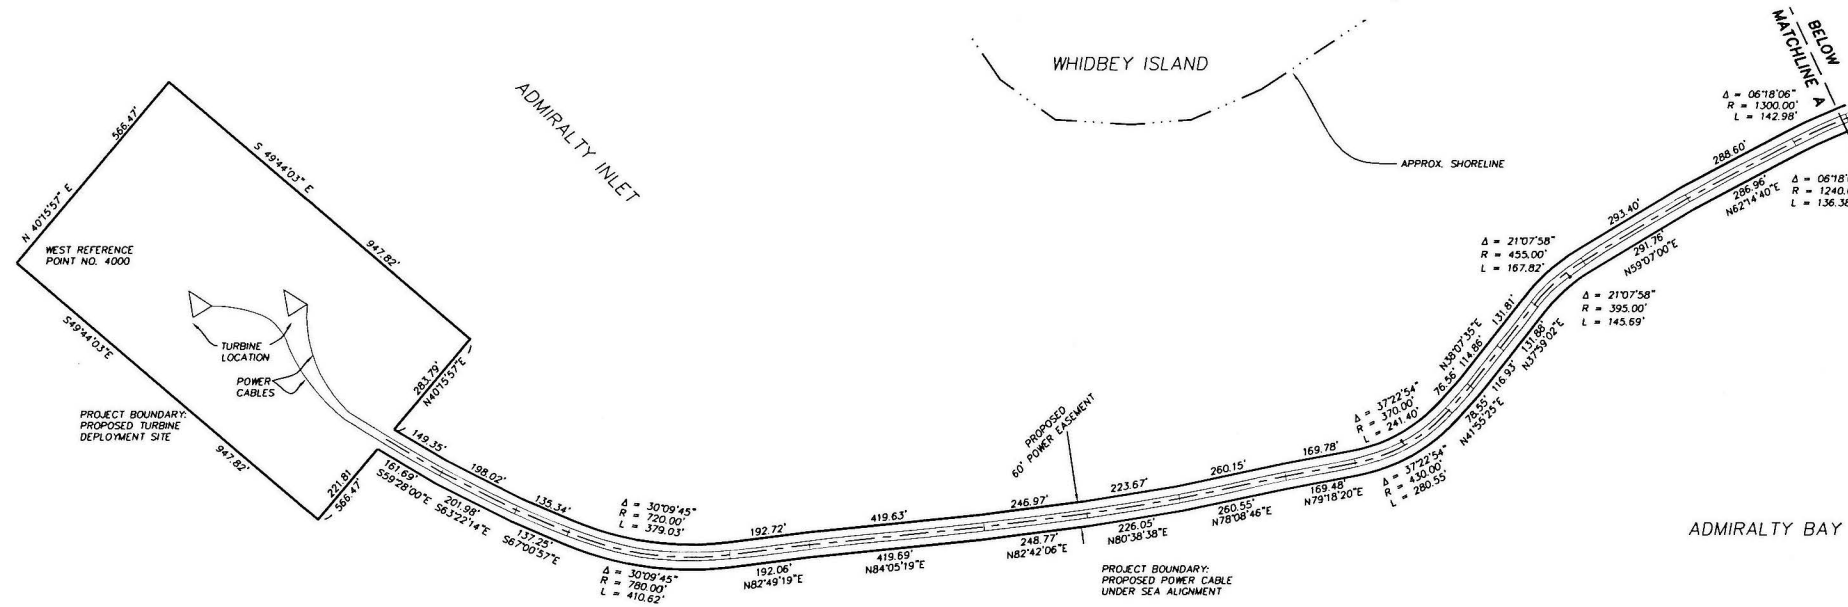 BELOW
MATCHLINE A
WHIDBEY ISLAND
ADMIRALTY INLET
APPROX. SHORELINE
566.47'
N 40°15'57" E
S 49°44'03" E
947.82'
WEST REFERENCE
POINT NO. 4000
S49°44'03"E
947.82'
TURBINE
LOCATION
POWER
CABLES
PROJECT BOUNDARY:
PROPOSED TURBINE
DEPLOYMENT SITE
283.79'
N40°15'57"E
221.81
566.47'
149.35'
198.02'
135.34'
161.69'
S59°28'00"E
201.98'
S63°22'14"E
137.25'
S67°00'57"E
Δ = 30°09'45"
R = 720.00'
L = 379.03'
Δ = 30°09'45"
R = 780.00'
L = 410.62'
192.72'
192.06'
N82°49'19"E
419.63'
419.69'
N84°05'19"E
246.97'
248.77'
N82°42'06"E
PROPOSED
60' POWER EASEMENT
223.67'
226.05'
N80°38'38"E
260.15'
260.55'
N78°08'46"E
169.78'
169.48'
N79°18'20"E
PROJECT BOUNDARY:
PROPOSED POWER CABLE
UNDER SEA ALIGNMENT
Δ = 37°22'54"
R = 370.00'
L = 241.40'
Δ = 37°22'54"
R = 430.00'
L = 280.55'
76.56'
114.86'
N38°07'35"E
131.81'
78.55'
N41°55'25"E
116.93'
131.88'
N37°59'02"E
Δ = 21°07'58"
R = 455.00'
L = 167.82'
Δ = 21°07'58"
R = 395.00'
L = 145.69'
293.40'
291.76'
N59°07'00"E
288.60'
286.96'
N62°14'40"E
Δ = 06°18'06"
R = 1300.00'
L = 142.98'
Δ = 06°18'
R = 1240.
L = 136.38
ADMIRALTY BAY